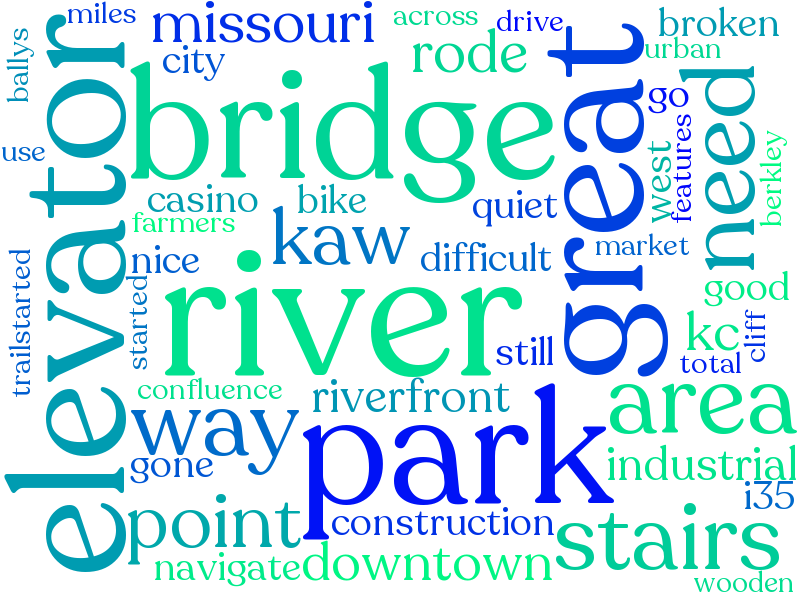 miles
missouri
across
drive
broken
ballys
city
rode
urban
elevator
bridge
great
go
need
use
west
features
berkley
casino
bike
quiet
farmers
kaw
market
nice
difficult
trailstarted
started
river
good
still
kc
cliff
total
confluence
riverfront
area
way
park
gone
industrial
i35
point
construction
stairs
navigate
downtown
wooden